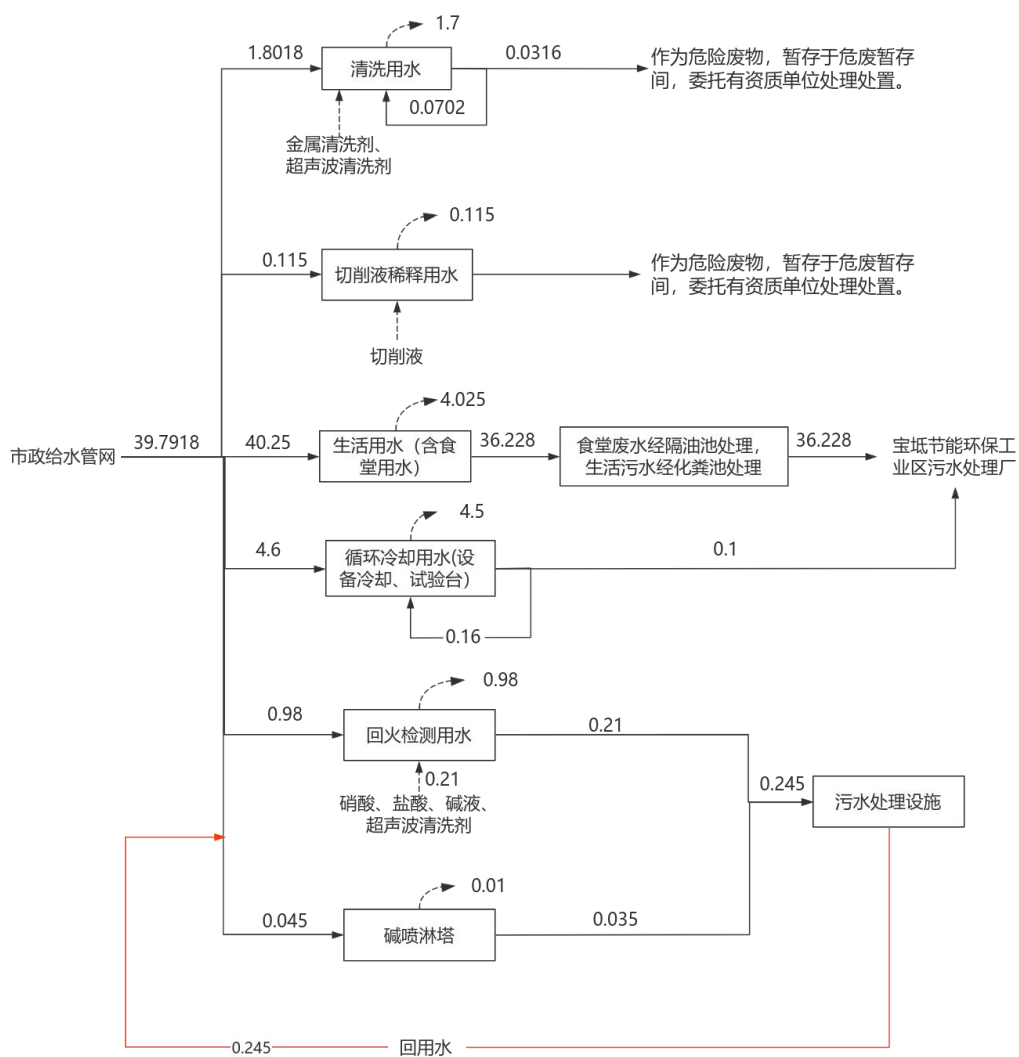 1.7
1.8018
清洗用水
0.0316
作为危险废物，暂存于危废暂存
间，委托有资质单位处理处置。
0.0702
金属清洗剂、
超声波清洗剂
0.115
0.115
切削液稀释用水
作为危险废物，暂存于危废暂存
间，委托有资质单位处理处置。
切削液
4.025
市政给水管网
39.7918
40.25
生活用水（含食
堂用水）
36.228
食堂废水经隔油池处理，
生活污水经化粪池处理
36.228
宝坻节能环保工
业区污水处理厂
4.5
4.6
循环冷却用水(设
备冷却、试验台）
0.1
0.16
0.98
0.98
回火检测用水
0.21
0.21
硝酸、盐酸、碱液、
超声波清洗剂
0.245
污水处理设施
0.01
0.045
碱喷淋塔
0.035
0.245
回用水